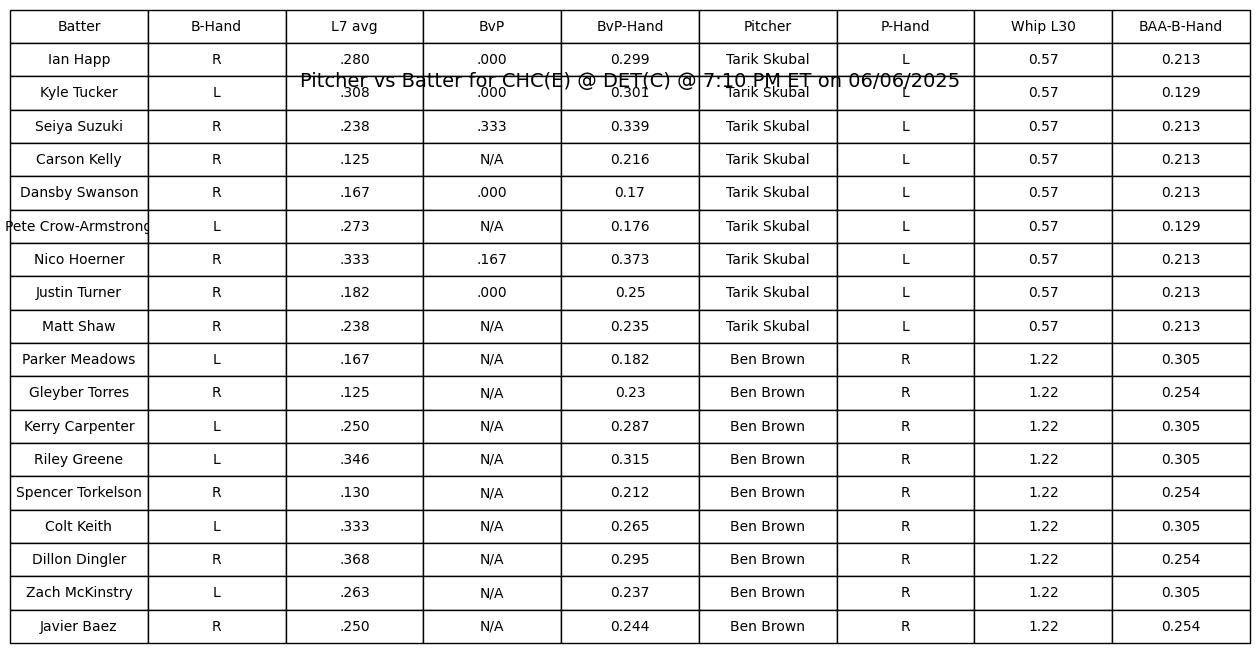 Batter B-Hand L7 avg BvP BvP-Hand Pitcher P-Hand Whip L30 BAA-B-Hand
Ian Happ R .280 .000 0.299 Tarik Skubal L 0.57 0.213
Pitcher vs Batter for CHC(E) @ DET(C) @ 7:10 PM ET on 06/06/2025
Kyle Tucker L .308 .000 0.301 Tarik Skubal L 0.57 0.129
Seiya Suzuki R .238 .333 0.339 Tarik Skubal L 0.57 0.213
Carson Kelly R .125 N/A 0.216 Tarik Skubal L 0.57 0.213
Dansby Swanson R .167 .000 0.17 Tarik Skubal L 0.57 0.213
Pete Crow-Armstrong L .273 N/A 0.176 Tarik Skubal L 0.57 0.129
Nico Hoerner R .333 .167 0.373 Tarik Skubal L 0.57 0.213
Justin Turner R .182 .000 0.25 Tarik Skubal L 0.57 0.213
Matt Shaw R .238 N/A 0.235 Tarik Skubal L 0.57 0.213
Parker Meadows L .167 N/A 0.182 Ben Brown R 1.22 0.305
Gleyber Torres R .125 N/A 0.23 Ben Brown R 1.22 0.254
Kerry Carpenter L .250 N/A 0.287 Ben Brown R 1.22 0.305
Riley Greene L .346 N/A 0.315 Ben Brown R 1.22 0.305
Spencer Torkelson R .130 N/A 0.212 Ben Brown R 1.22 0.254
Colt Keith L .333 N/A 0.265 Ben Brown R 1.22 0.305
Dillon Dingler R .368 N/A 0.295 Ben Brown R 1.22 0.254
Zach McKinstry L .263 N/A 0.237 Ben Brown R 1.22 0.305
Javier Baez R .250 N/A 0.244 Ben Brown R 1.22 0.254